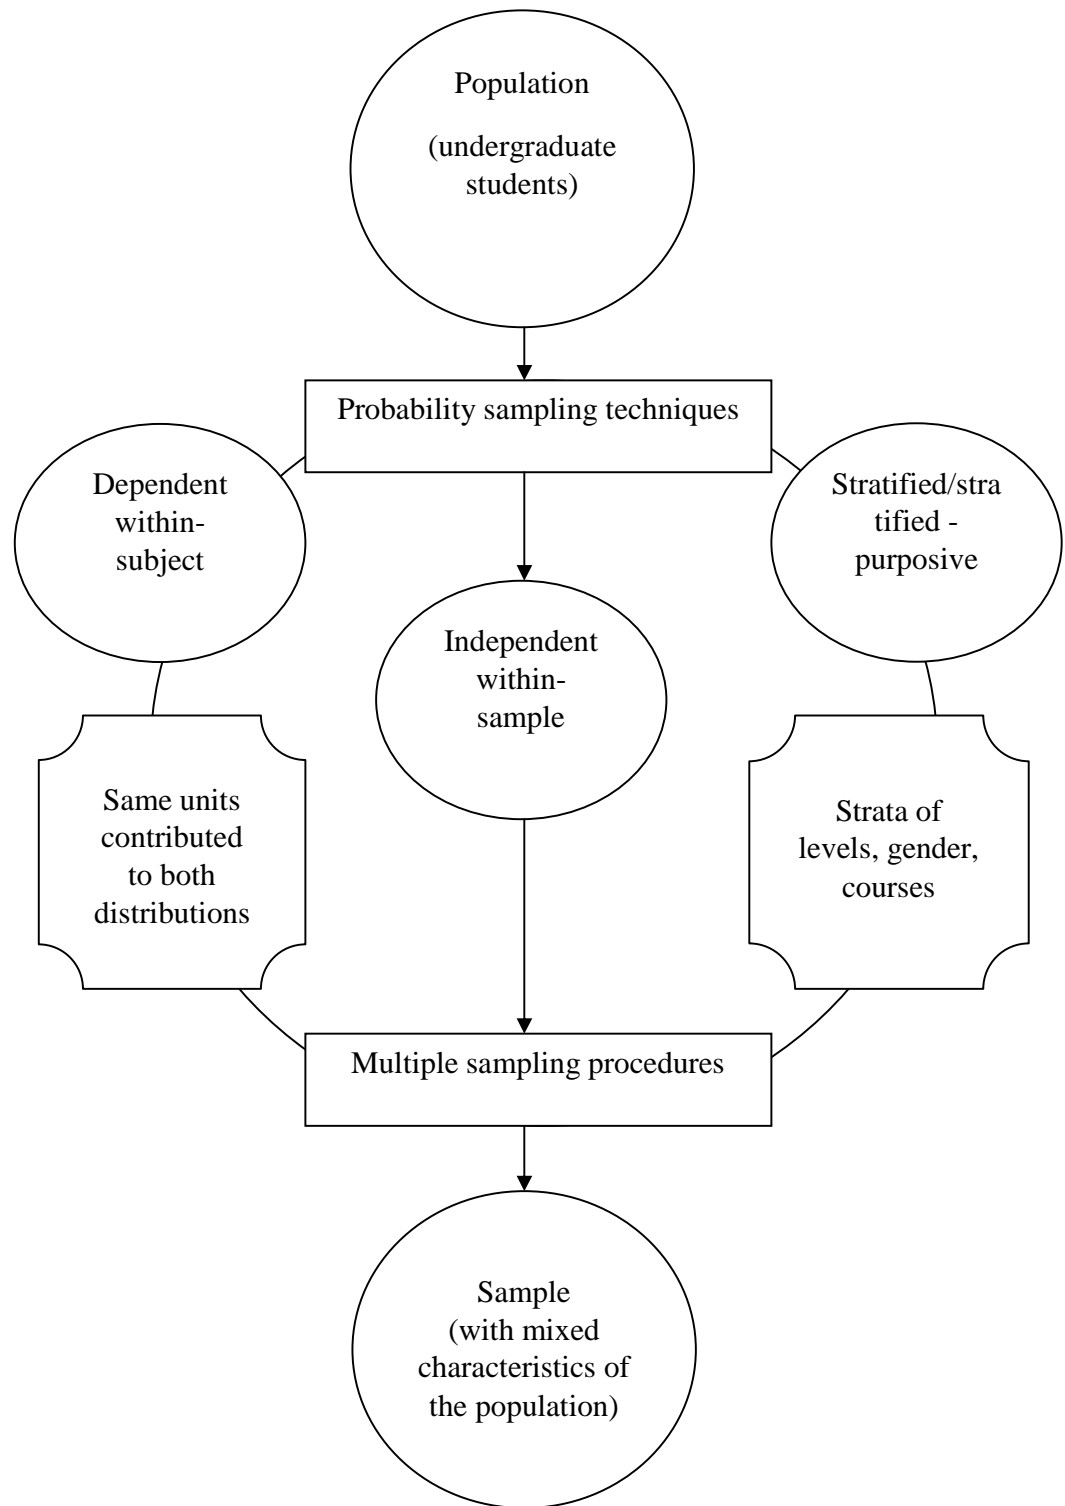 Population
(undergraduate
students)
Probability sampling techniques
Dependent
within-
subject
Stratified/stra
tified -
purposive
Independent
within-
sample
Same units
contributed
to both
distributions
Strata of
levels, gender,
courses
Multiple sampling procedures
Sample
(with mixed
characteristics of
the population)